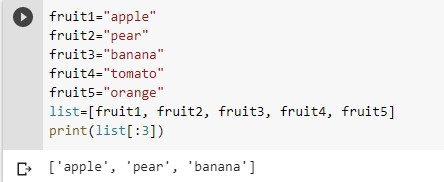 fruit1="apple"
fruit2="pear"
fruit3="banana"
fruit4="tomato"
fruit5="orange"
list=[fruit1, fruit2, fruit3, fruit4, fruit5]
print(list[:3])
['apple', 'pear', 'banana']